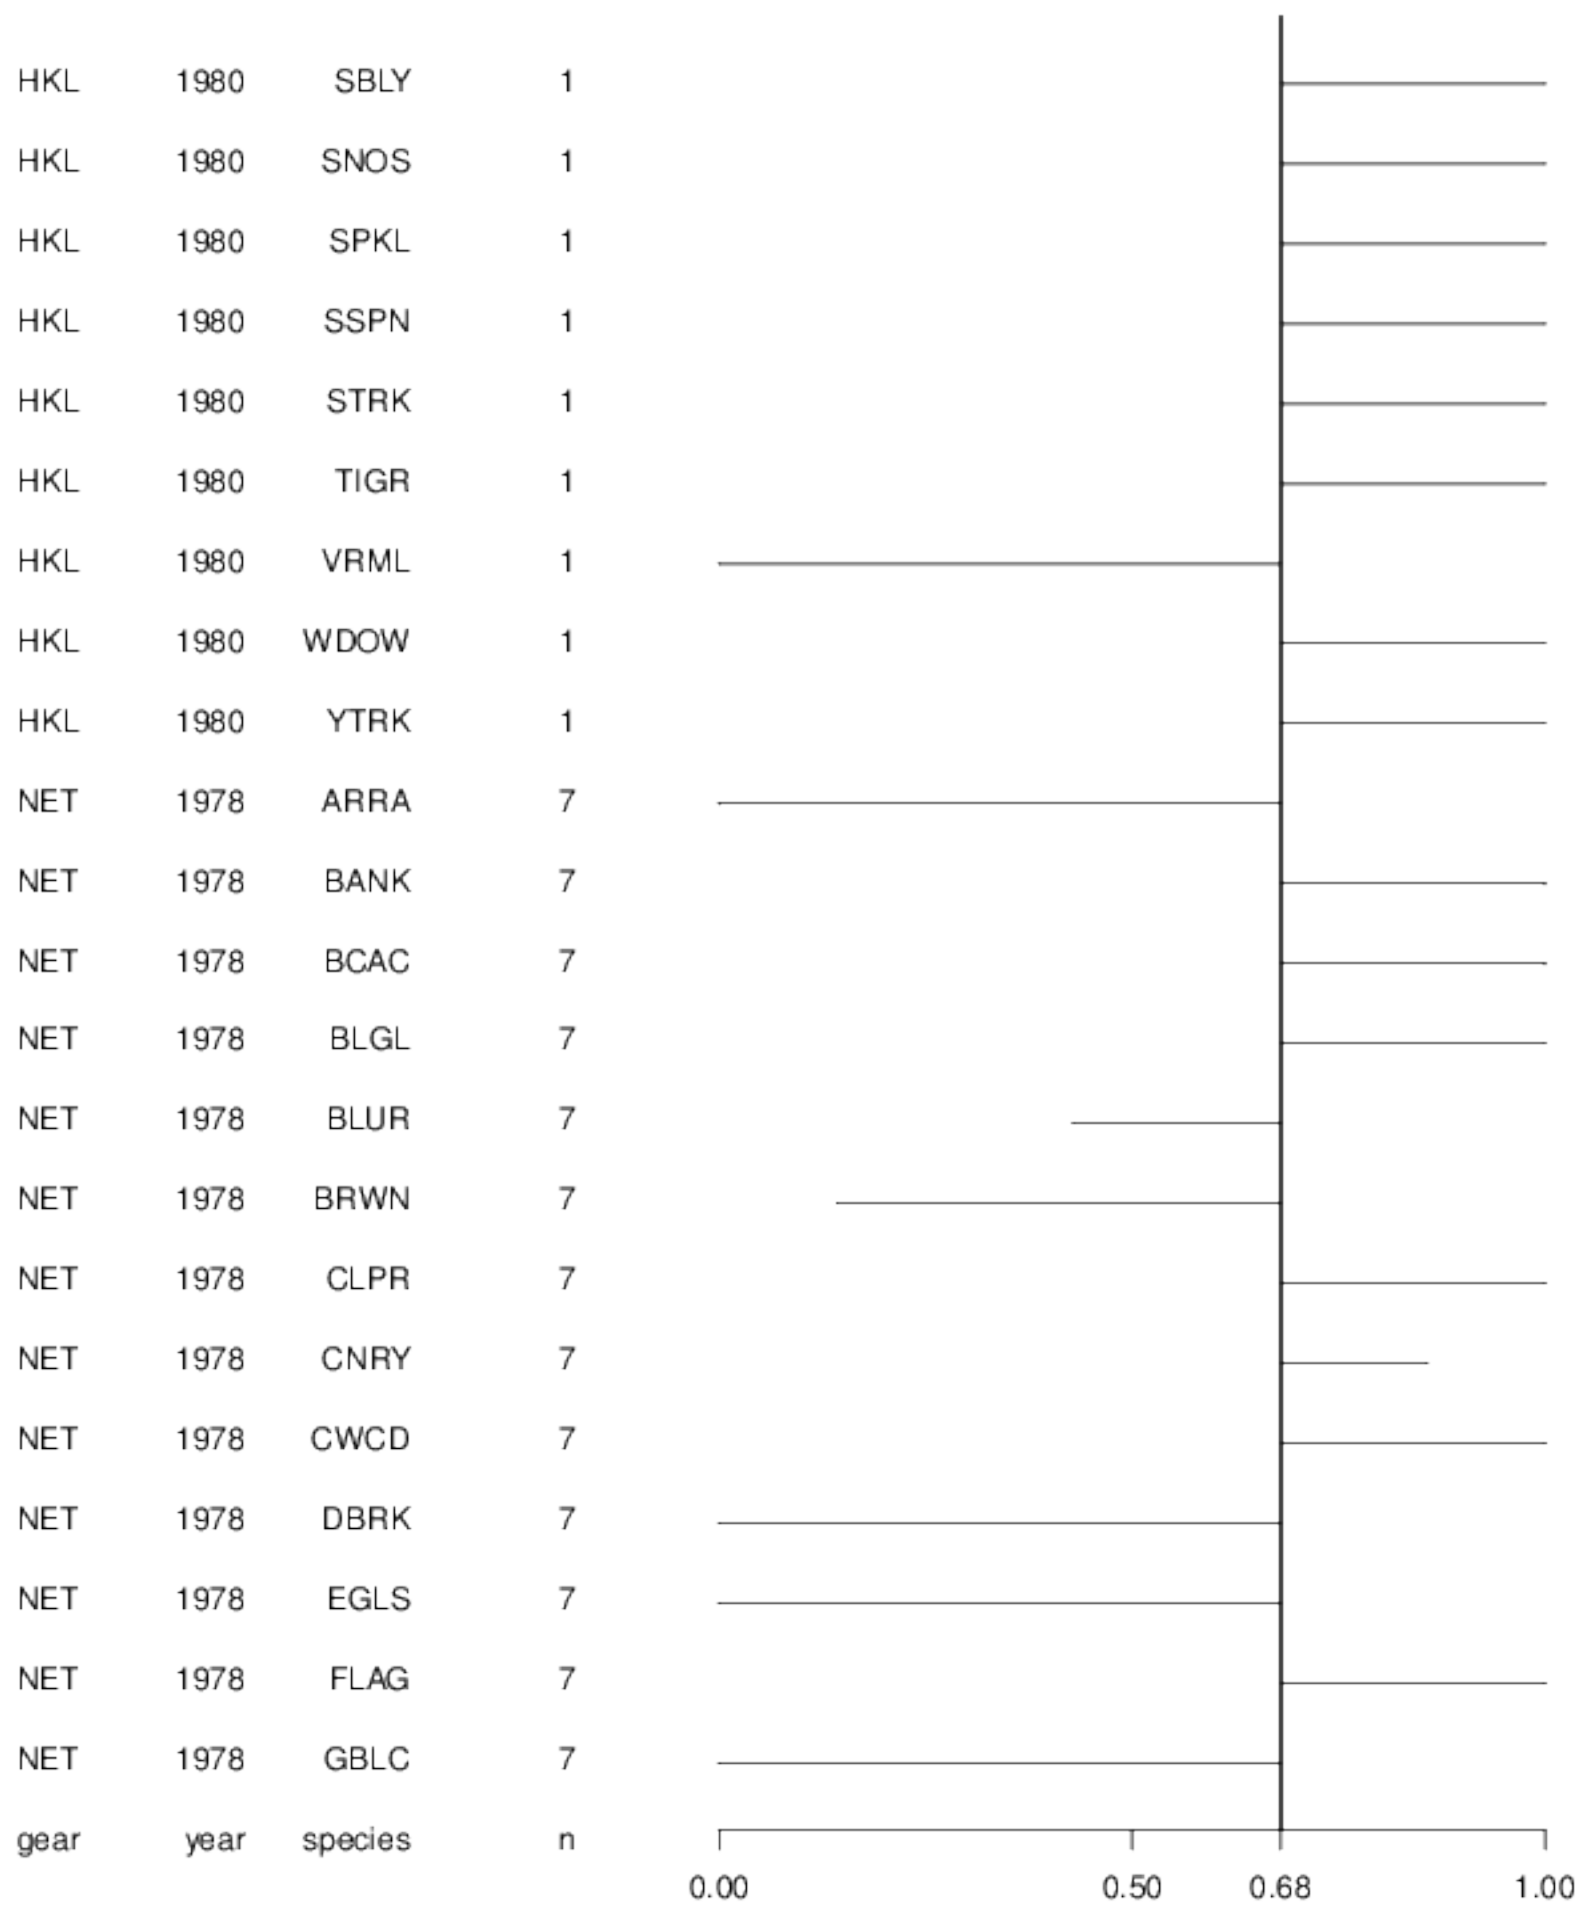 HKL 1980 SBLY 1
HKL 1980 SNOS 1
HKL 1980 SPKL 1
HKL 1980 SSPN 1
HKL 1980 STRK 1
HKL 1980 TIGR 1
HKL 1980 VRML 1
HKL 1980 WDOW 1
HKL 1980 YTRK 1
NET 1978 ARRA 7
NET 1978 BANK 7
NET 1978 BCAC 7
NET 1978 BLGL 7
NET 1978 BLUR 7
NET 1978 BRWN 7
NET 1978 CLPR 7
NET 1978 CNRY 7
NET 1978 CWCD 7
NET 1978 DBRK 7
NET 1978 EGLS 7
NET 1978 FLAG 7
NET 1978 GBLC 7
gear year species n
0.00 0.50 0.68 1.00